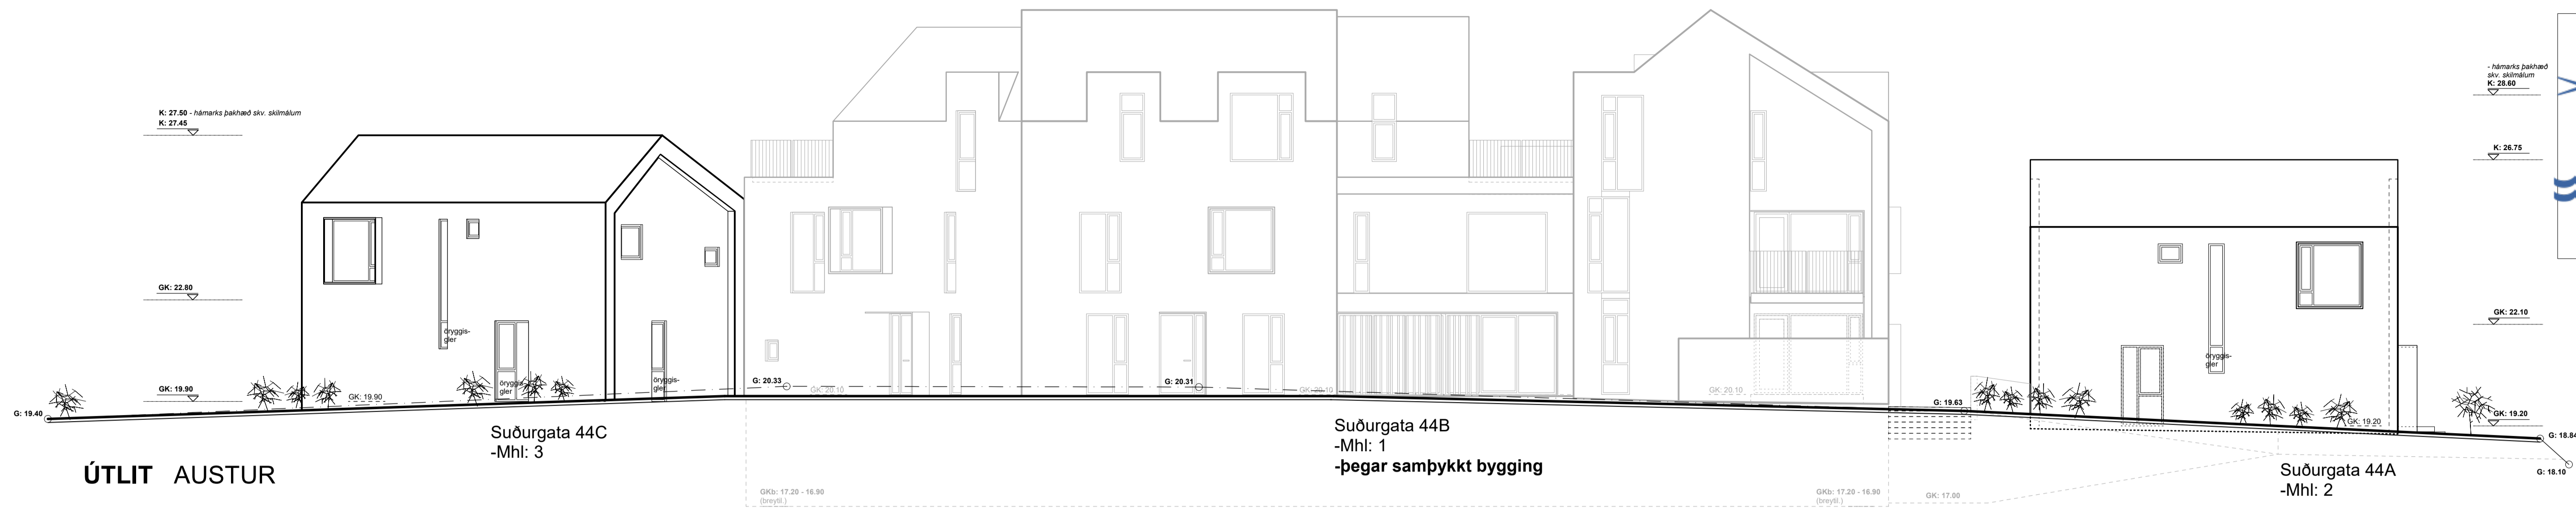 K: 27.50 - hámarks þakhæð skv. skilmálum
K: 27.45
GK: 22.80
GK: 19.90
G: 19.40
öryggis-
gler
öryggis-
gler
öryggis-
gler
GK: 19.90
Suðurgata 44C
-Mhl: 3
ÚTLIT AUSTUR
G: 20.33
GK: 20.10
G: 20.31
GK: 20.10
GK: 20.10
Suðurgata 44B
-Mhl: 1
-þegar samþykkt bygging
GKb: 17.20 - 16.90
(breytil.)
GKb: 17.20 - 16.90
(breytil.)
GK: 17.00
G: 19.63
öryggis-
gler
GK: 19.20
Suðurgata 44A
-Mhl: 2
- hámarks þakhæð
skv. skilmálum
K: 28.60
K: 26.75
GK: 22.10
GK: 19.20
G: 18.84
G: 18.10